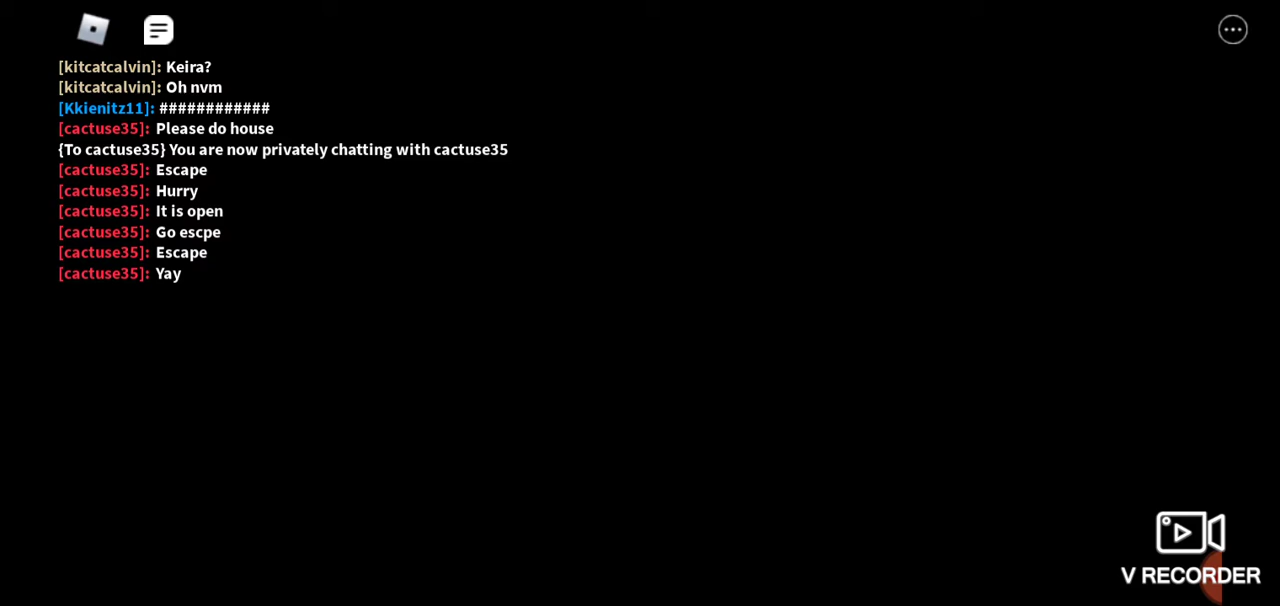 [kitcatcalvin]: Keira?
[kitcatcalvin]: Oh nvm
[Kkienitz11]: ############
[cactuse35]: Please do house
{To cactuse35} You are now privately chatting with cactuse35
[cactuse35]: Escape
[cactuse35]: Hurry
[cactuse35]: It is open
[cactuse35]: Go escpe
[cactuse35]: Escape
[cactuse35]: Yay
V RECORDER